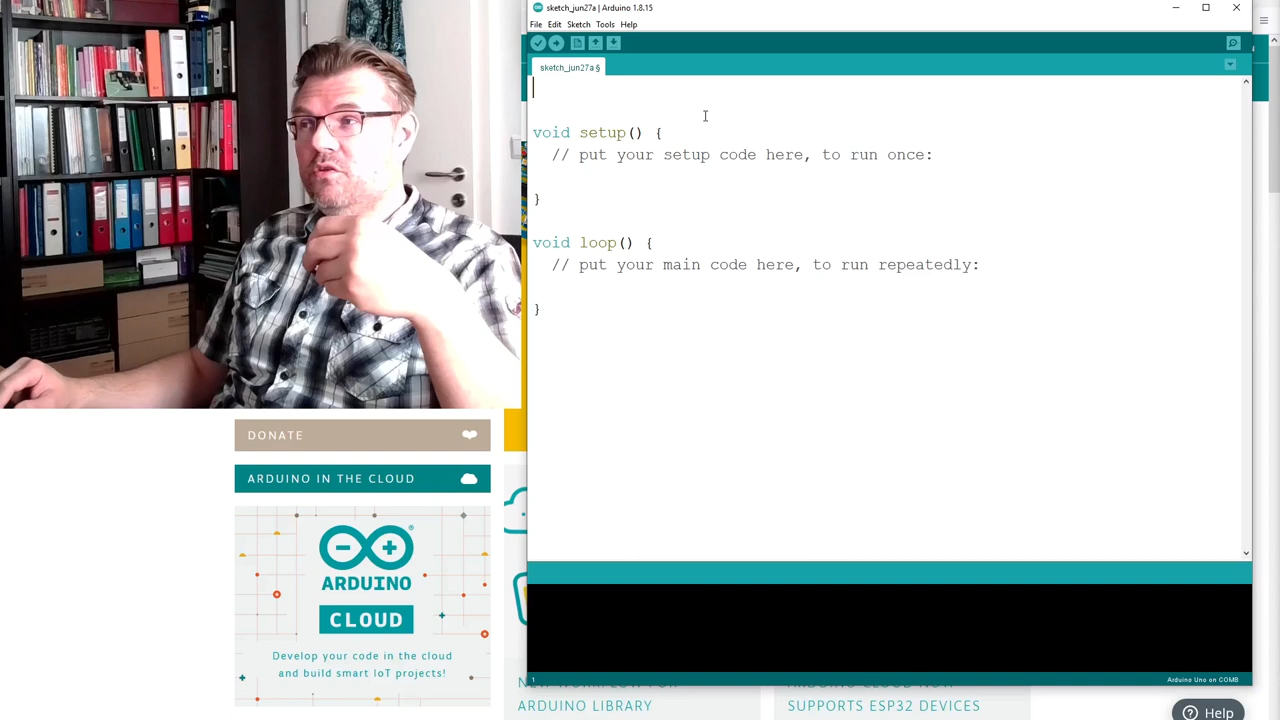 sketch_jun27a | Arduino 1.8.15
File Edit Sketch Tools Help
sketch_jun27a §
void setup() {
// put your setup code here, to run once:
}
void loop() {
// put your main code here, to run repeatedly:
}
1
Arduino Uno on COM8
DONATE
ARDUINO IN THE CLOUD
ARDUINO
CLOUD
Develop your code in the cloud
and build smart IoT projects!
ARDUINO LIBRARY
SUPPORTS ESP32 DEVICES
Help